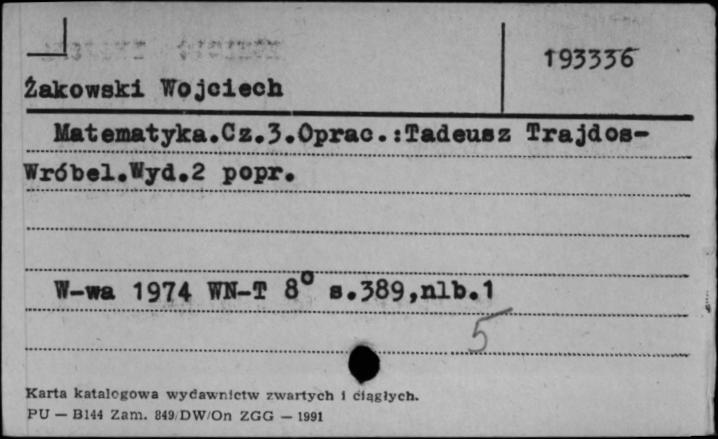 193336
Żakowski Wojciech
Matematyka.Cz.3.Oprac.:Tadeusz Trajdos-
Wróbel.Wyd.2 popr.
W-wa 1974 WN-T 8° s.389,nlb.1
5
Karta katalogowa wydawnictw zwartych i ciągłych.
PU — B144 Zam. 849/DW/On ZGG — 1991